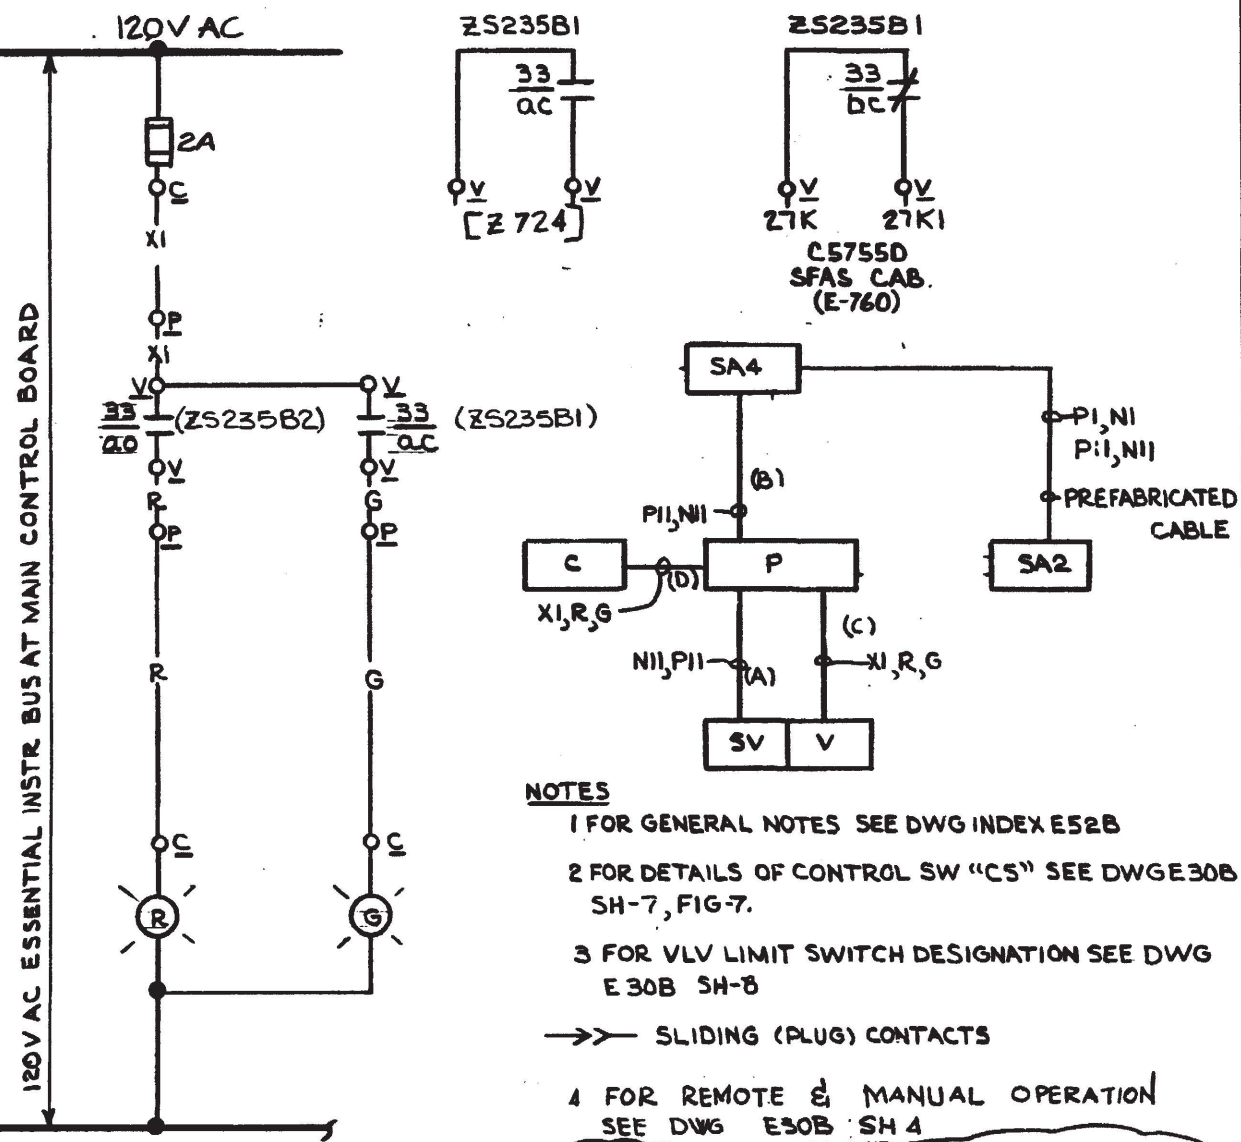 120V AC
2A
C
X1
P
X1
V
V
33
ao
(ZS235B2)
33
ac
(ZS235B1)
V
V
R
G
P
P
R
G
C
C
R
G
120V AC ESSENTIAL INSTR BUS AT MAIN CONTROL BOARD
ZS235B1
33
ac
V
V
[Z724]
ZS235B1
33
bc
V
V
27K
27K1
C5755D
SFAS CAB.
(E-760)
SA4
P1,N1
P11,N11
(B)
PREFABRICATED
CABLE
P11,N11
C
P
SA2
(D)
X1,R,G
(C)
N11,P11
(A)
X1,R,G
SV
V
NOTES
1 FOR GENERAL NOTES SEE DWG INDEX E52B
2 FOR DETAILS OF CONTROL SW "CS" SEE DWG E30B
SH-7, FIG-7.
3 FOR VLV LIMIT SWITCH DESIGNATION SEE DWG
E30B SH-8
SLIDING (PLUG) CONTACTS
4 FOR REMOTE & MANUAL OPERATION
SEE DWG E30B SH 4